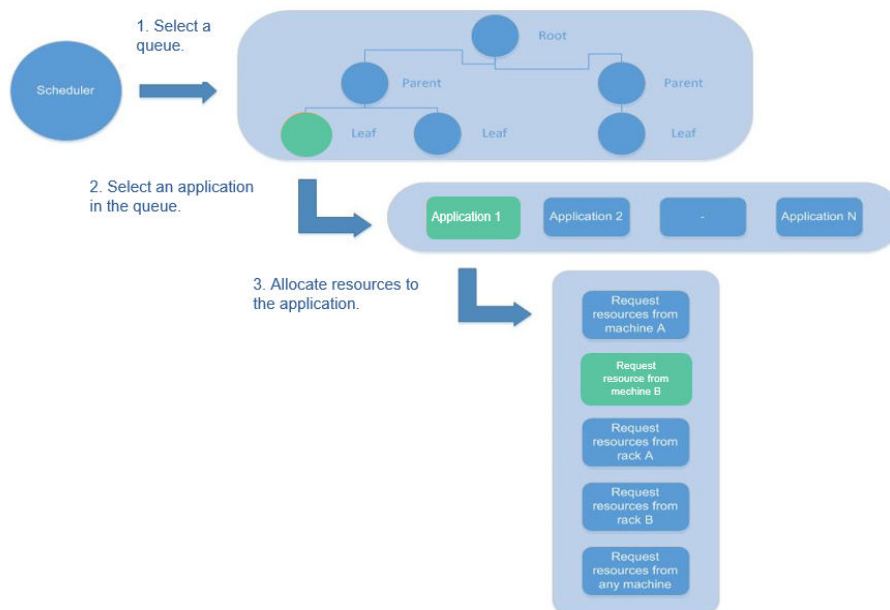 1. Select a
queue.
Root
Scheduler
Parent
Parent
Leaf
Leaf
Leaf
2. Select an application
in the queue.
Application 1
Application 2
-
Application N
3. Allocate resources to
the application.
Request
resources from
machine A
Request
resource from
mechine B
Request
resources from
rack A
Request
resources from
rack B
Request
resources from
any machine